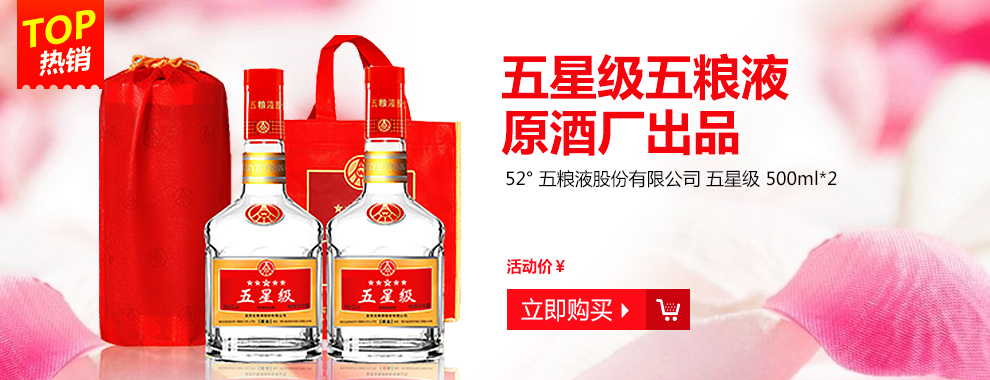 TOP
热销
五星级五粮液
原酒厂出品
52° 五粮液股份有限公司 五星级 500ml*2
活动价 ¥
立即购买
五粮液股
五粮液股
五星级
五星级